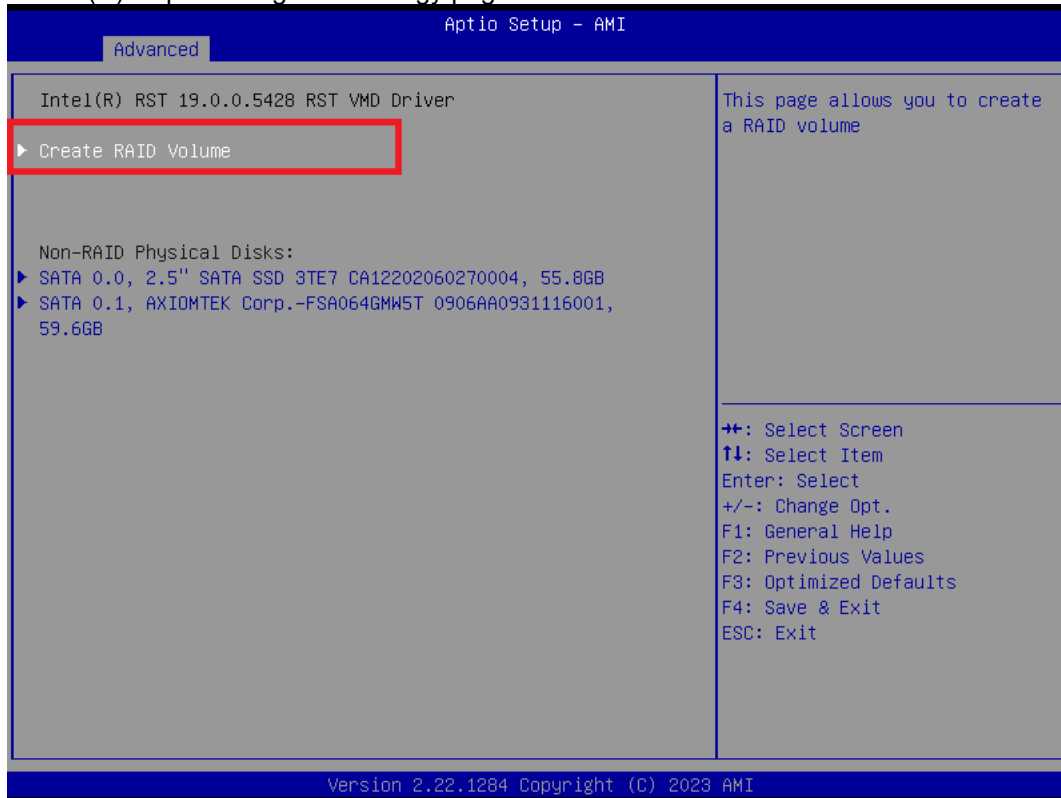 Aptio Setup - AMI
Advanced
Intel(R) RST 19.0.0.5428 RST VMD Driver
Create RAID Volume
Non-RAID Physical Disks:
SATA 0.0, 2.5" SATA SSD 3TE7 CA12202060270004, 55.8GB
SATA 0.1, AXIOMTEK Corp.-FSA064GMW5T 0906AA0931116001,
59.6GB
This page allows you to create
a RAID volume
→←: Select Screen
↑↓: Select Item
Enter: Select
+/-: Change Opt.
F1: General Help
F2: Previous Values
F3: Optimized Defaults
F4: Save & Exit
ESC: Exit
Version 2.22.1284 Copyright (C) 2023 AMI